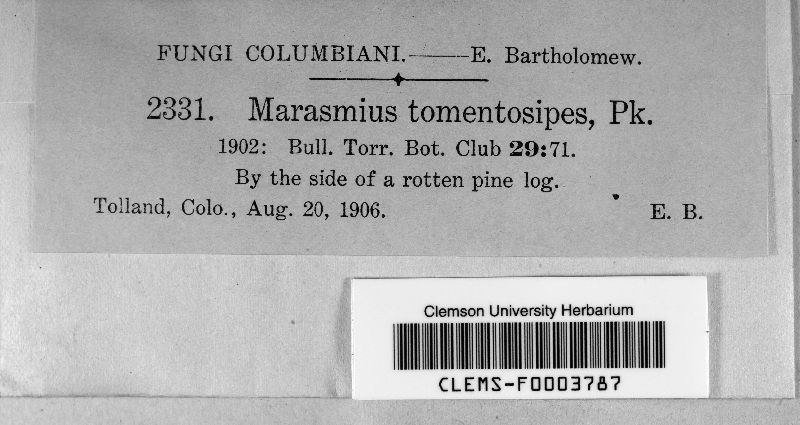 FUNGI COLUMBIANI.——E. Bartholomew.
2331. Marasmius tomentosipes, Pk.
1902: Bull. Torr. Bot. Club 29:71.
By the side of a rotten pine log.
Tolland, Colo., Aug. 20, 1906. E. B.
Clemson University Herbarium
CLEMS-F0003787